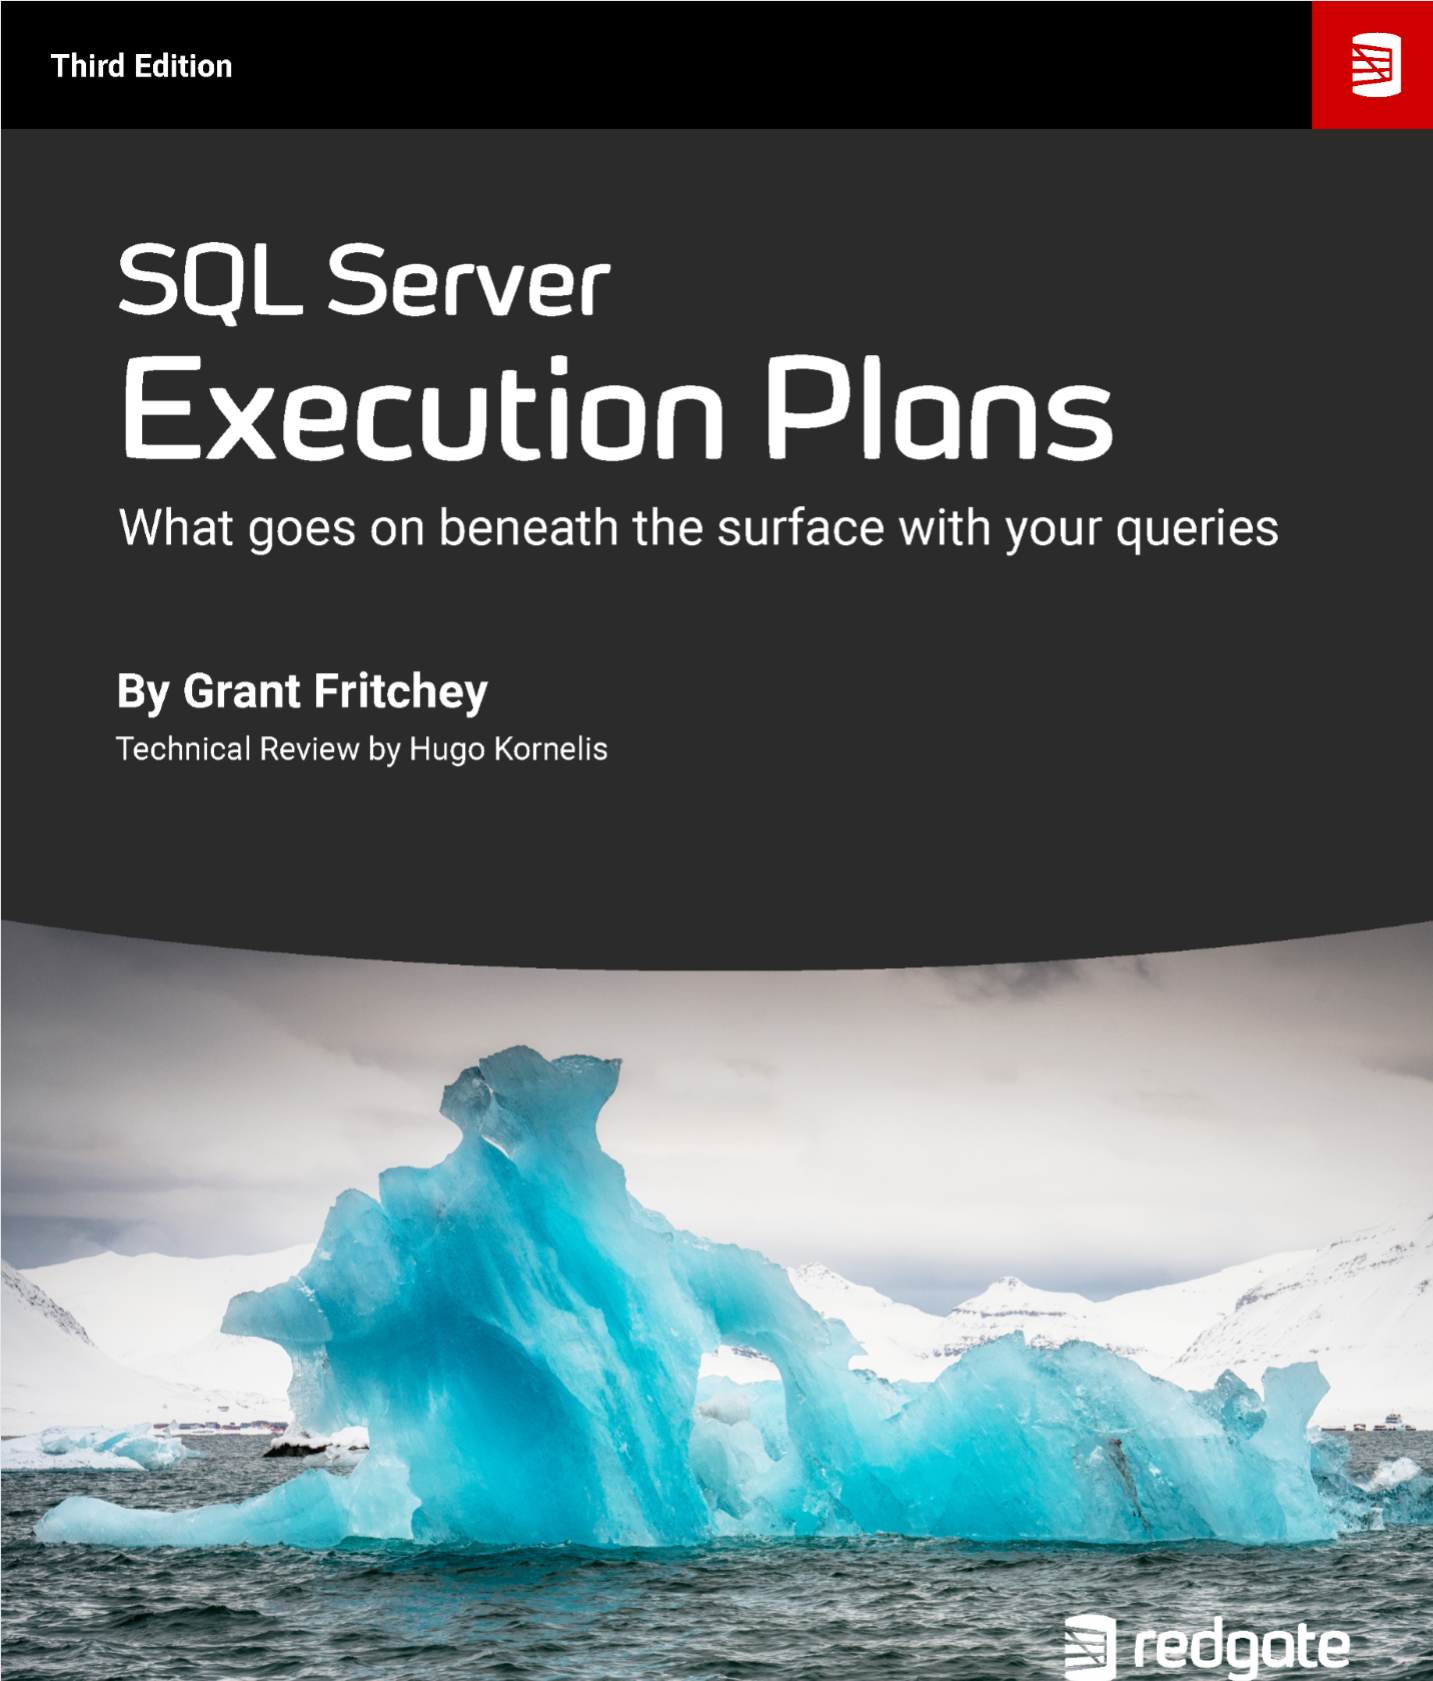 Third Edition
SQL Server
Execution Plans
What goes on beneath the surface with your queries
By Grant Fritchey
Technical Review by Hugo Kornelis
redgate